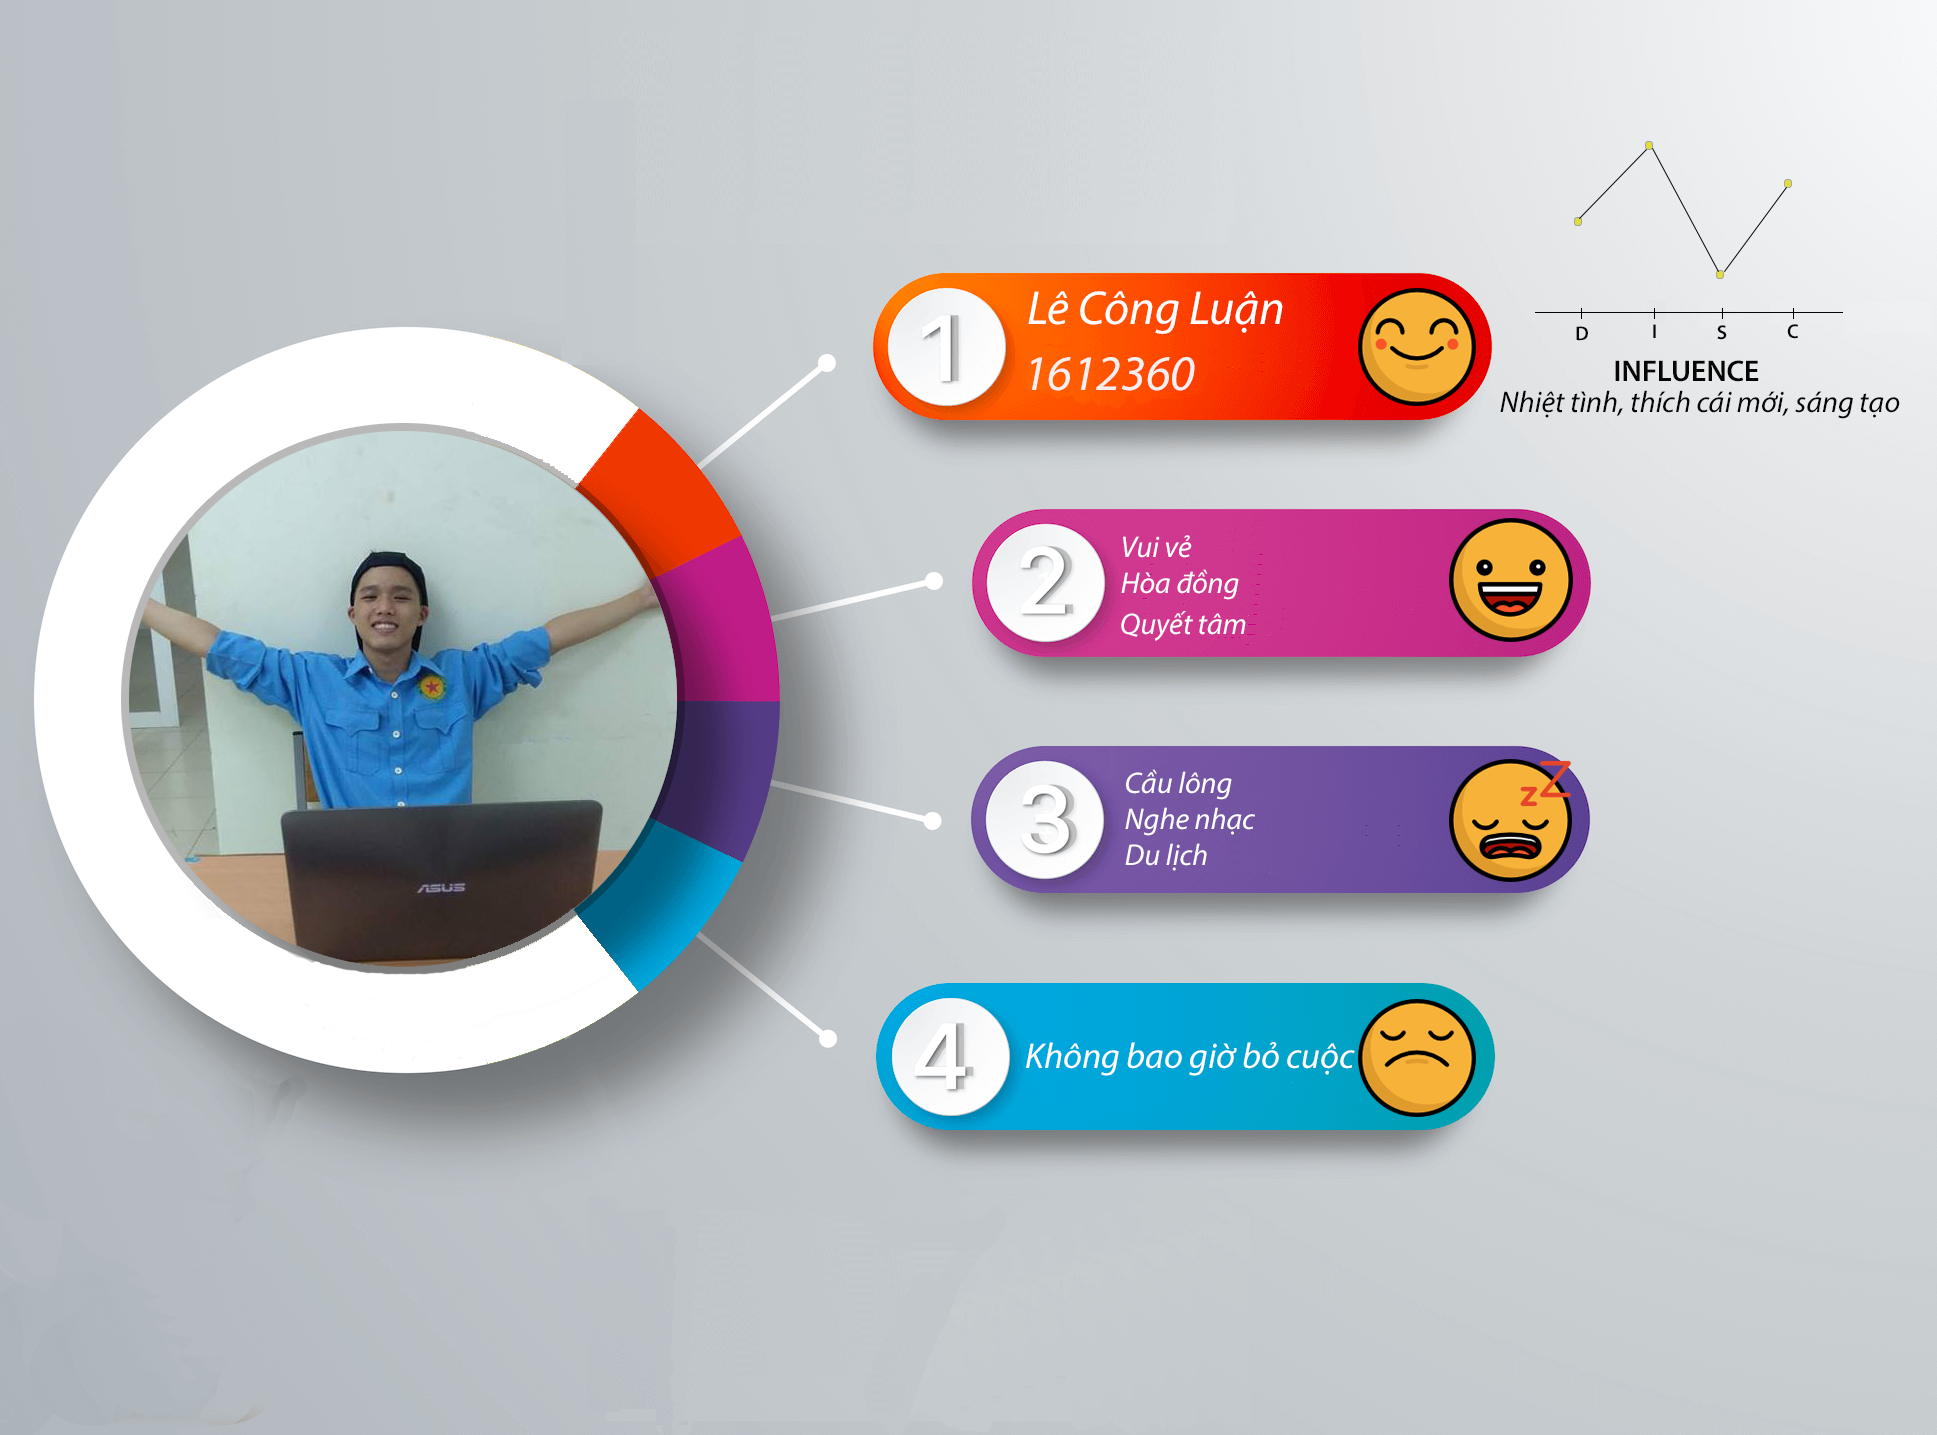 1
Lê Công Luận
1612360
D I S C
INFLUENCE
Nhiệt tình, thích cái mới, sáng tạo
2
Vui vẻ
Hòa đồng
Quyết tâm
3
Cầu lông
Nghe nhạc
Du lịch
zZ
4
Không bao giờ bỏ cuộc
ASUS